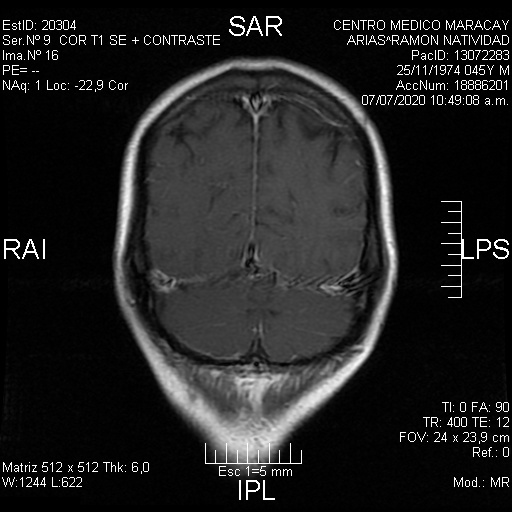 EstID: 20304
Ser.Nº 9 COR T1 SE + CONTRASTE
Ima.Nº 16
PE= --
NAq: 1 Loc: -22,9 Cor
SAR
CENTRO MEDICO MARACAY
ARIAS^RAMON NATIVIDAD
PacID: 13072283
25/11/1974 045Y M
AccNum: 18886201
07/07/2020 10:49:08 a.m.
RAI
LPS
TI: 0 FA: 90
TR: 400 TE: 12
FOV: 24 x 23,9 cm
Ref.: 0
Mod.: MR
Matriz 512 x 512 Thk: 6,0
W:1244 L:622
Esc 1=5 mm
IPL